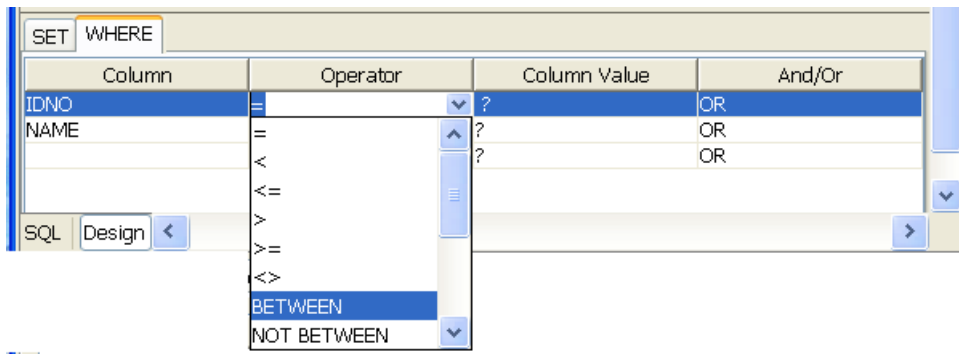 SET WHERE
Column Operator Column Value And/Or
IDNO = ? OR
NAME = ? OR
< ? OR
<=
>
SQL Design >=
<>
BETWEEN
NOT BETWEEN